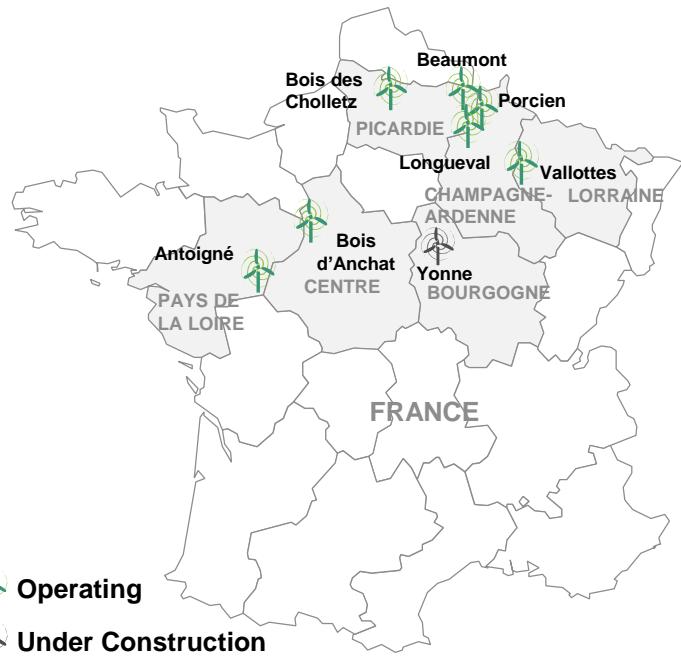 Beaumont
Bois des
Cholletz
Porcien
PICARDIE
Longueval
Vallottes
CHAMPAGNE-
ARDENNE
LORRAINE
Antoigné
Bois
d'Anchat
CENTRE
Yonne
BOURGOGNE
PAYS DE
LA LOIRE
FRANCE
Operating
Under Construction